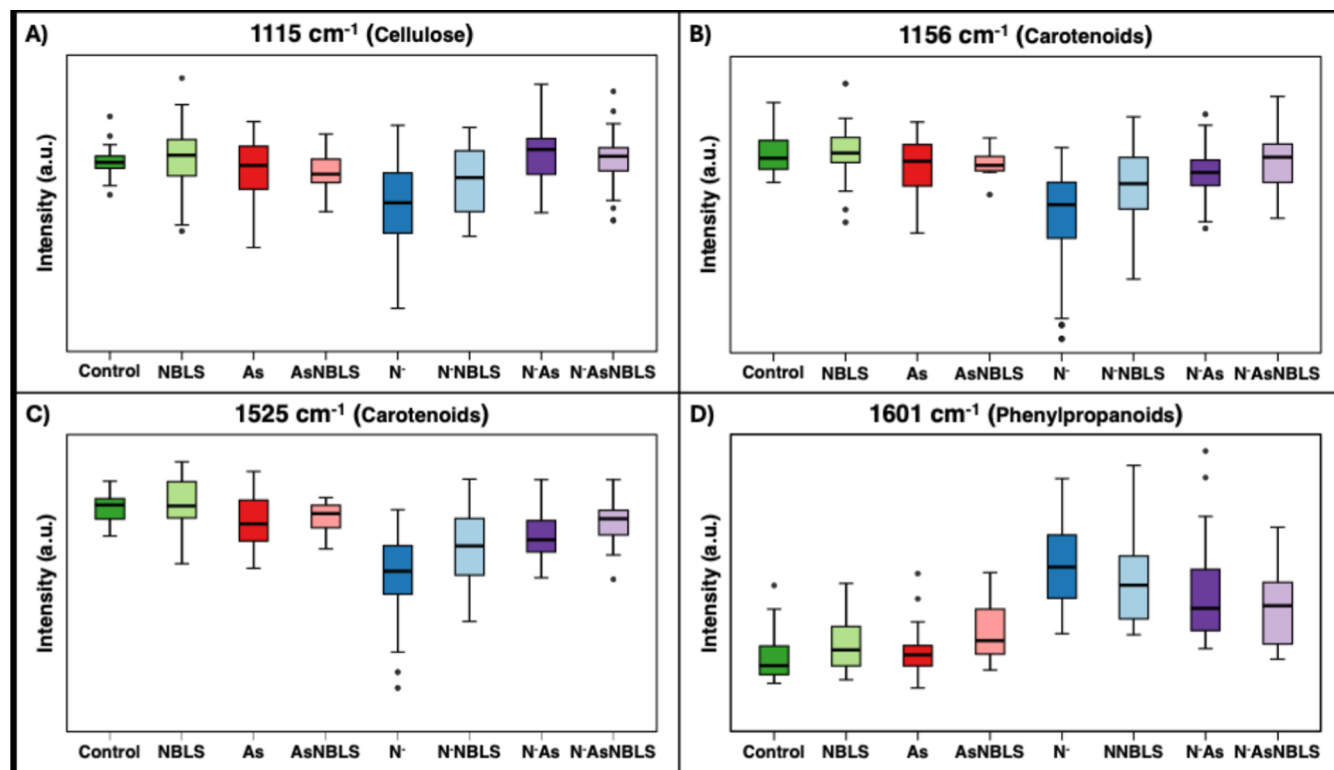 A) 1115 cm⁻¹ (Cellulose)
Intensity (a.u.)
Control NBLS As AsNBLS N⁻ N⁻NBLS N⁻As N⁻AsNBLS
B) 1156 cm⁻¹ (Carotenoids)
Intensity (a.u.)
Control NBLS As AsNBLS N⁻ N⁻NBLS N⁻As N⁻AsNBLS
C) 1525 cm⁻¹ (Carotenoids)
Intensity (a.u.)
Control NBLS As AsNBLS N⁻ N⁻NBLS N⁻As N⁻AsNBLS
D) 1601 cm⁻¹ (Phenylpropanoids)
Intensity (a.u.)
Control NBLS As AsNBLS N⁻ NNBLS N⁻As N⁻AsNBLS